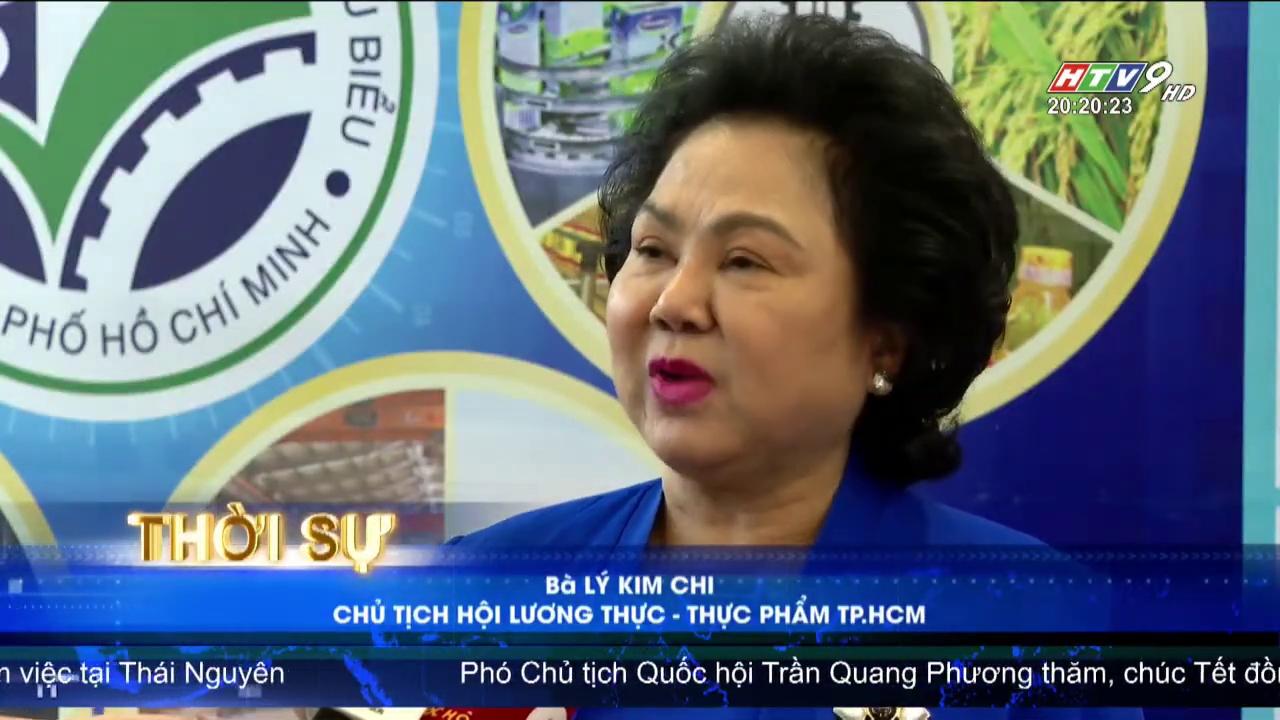 HTV9 HD
20:20:23
BIỂU
PHỐ HỒ CHÍ MINH
THỜI SỰ
Bà LÝ KIM CHI
CHỦ TỊCH HỘI LƯƠNG THỰC - THỰC PHẨM TP.HCM
việc tại Thái Nguyên
Phó Chủ tịch Quốc hội Trần Quang Phương thăm, chúc Tết